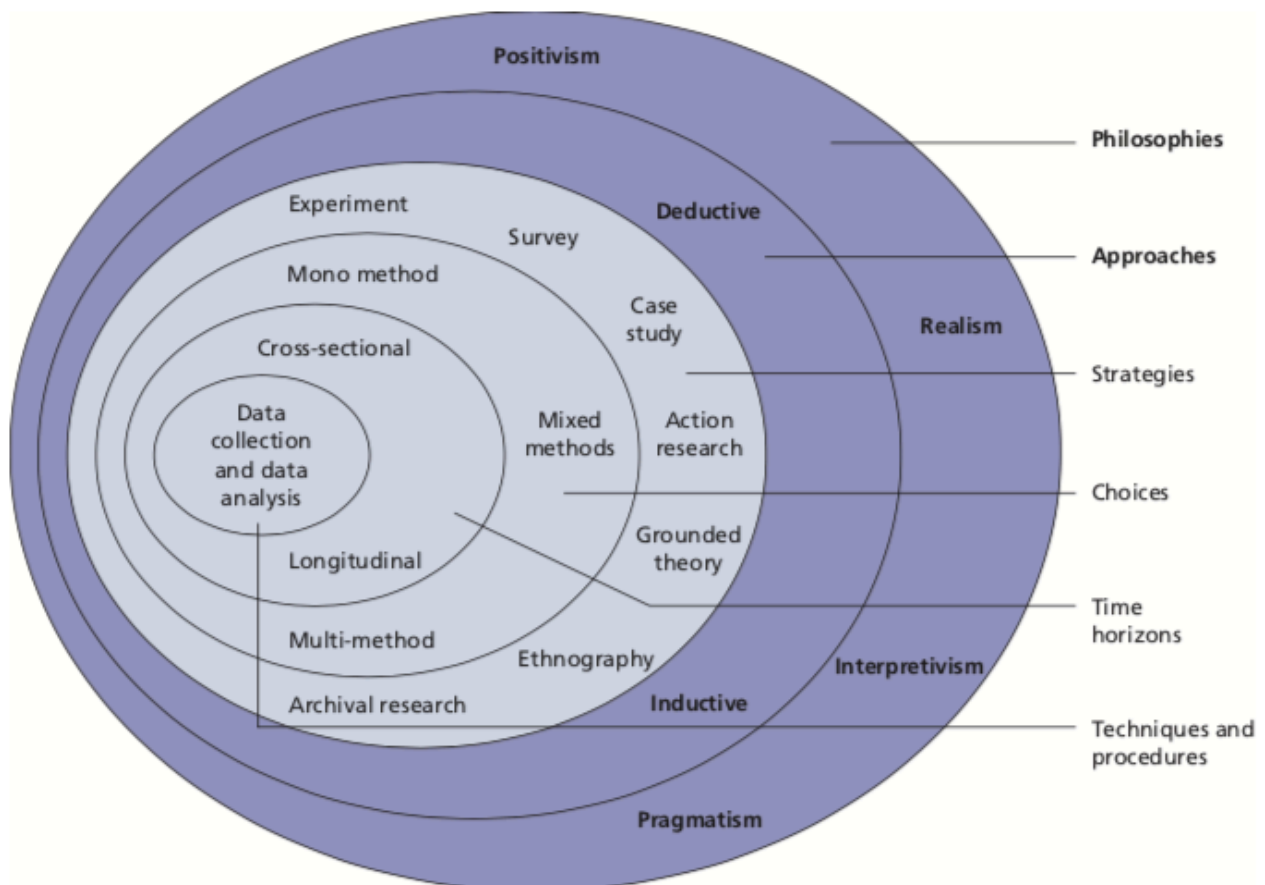 Positivism
Philosophies
Experiment
Deductive
Survey
Approaches
Mono method
Case
study
Realism
Cross-sectional
Strategies
Data
collection
and data
analysis
Mixed
methods
Action
research
Choices
Grounded
theory
Longitudinal
Time
horizons
Multi-method
Ethnography
Interpretivism
Archival research
Inductive
Techniques and
procedures
Pragmatism